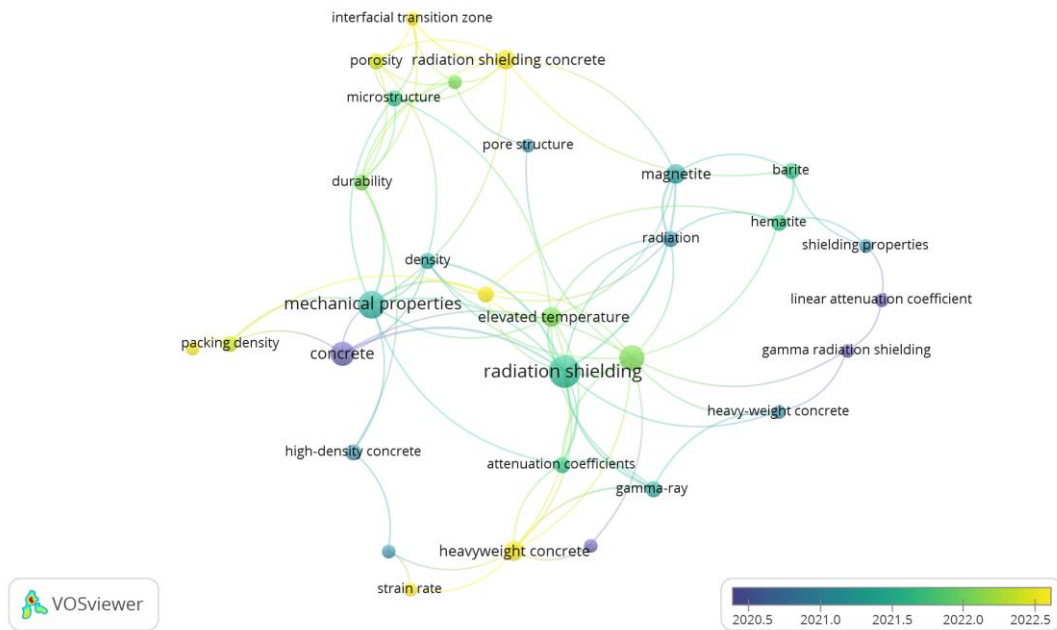 interfacial transition zone
porosity
radiation shielding concrete
microstructure
pore structure
magnetite
barite
durability
hematite
radiation
shielding properties
density
mechanical properties
linear attenuation coefficient
elevated temperature
packing density
concrete
gamma radiation shielding
radiation shielding
heavy-weight concrete
high-density concrete
attenuation coefficients
gamma-ray
heavyweight concrete
strain rate
VOSviewer
2020.5 2021.0 2021.5 2022.0 2022.5